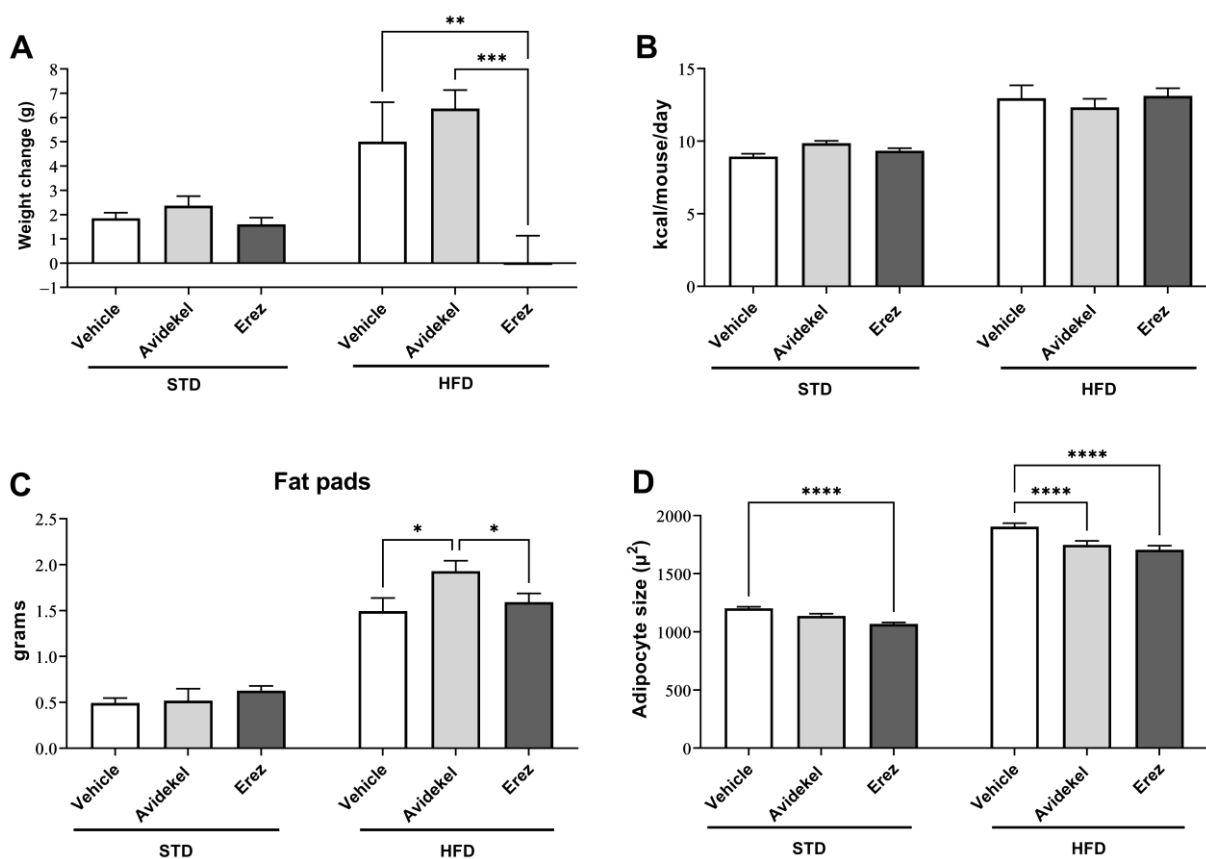 A
**
***
Weight change (g)
8
7
6
5
4
3
2
1
0
−1
Vehicle
Avidekel
Erez
Vehicle
Avidekel
Erez
STD
HFD
B
kcal/mouse/day
15
10
5
0
Vehicle
Avidekel
Erez
Vehicle
Avidekel
Erez
STD
HFD
C
Fat pads
*
*
grams
2.5
2.0
1.5
1.0
0.5
0.0
Vehicle
Avidekel
Erez
Vehicle
Avidekel
Erez
STD
HFD
D
****
****
****
Adipocyte size (µ²)
2000
1500
1000
500
0
Vehicle
Avidekel
Erez
Vehicle
Avidekel
Erez
STD
HFD